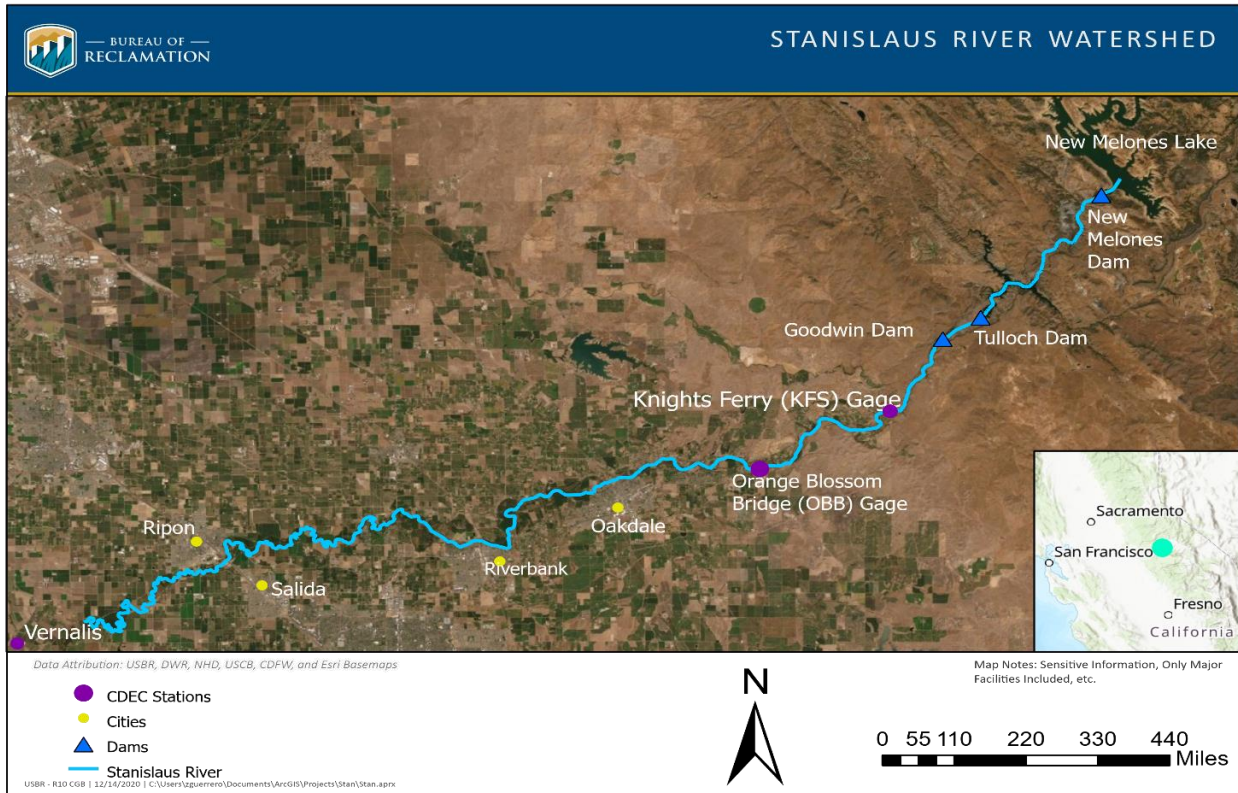 BUREAU OF
RECLAMATION
STANISLAUS RIVER WATERSHED
New Melones Lake
New
Melones
Dam
Goodwin Dam
Tulloch Dam
Knights Ferry (KFS) Gage
Orange Blossom
Bridge (OBB) Gage
Oakdale
Ripon
Riverbank
Salida
Vernalis
Sacramento
San Francisco
Fresno
California
Data Attribution: USBR, DWR, NHD, USCB, CDFW, and Esri Basemaps
Map Notes: Sensitive Information, Only Major
Facilities Included, etc.
CDEC Stations
Cities
Dams
Stanislaus River
N
0 55 110 220 330 440
Miles
USBR - R10 CGB | 12/14/2020 | C:\Users\zguerrero\Documents\ArcGIS\Projects\Stan\Stan.aprx